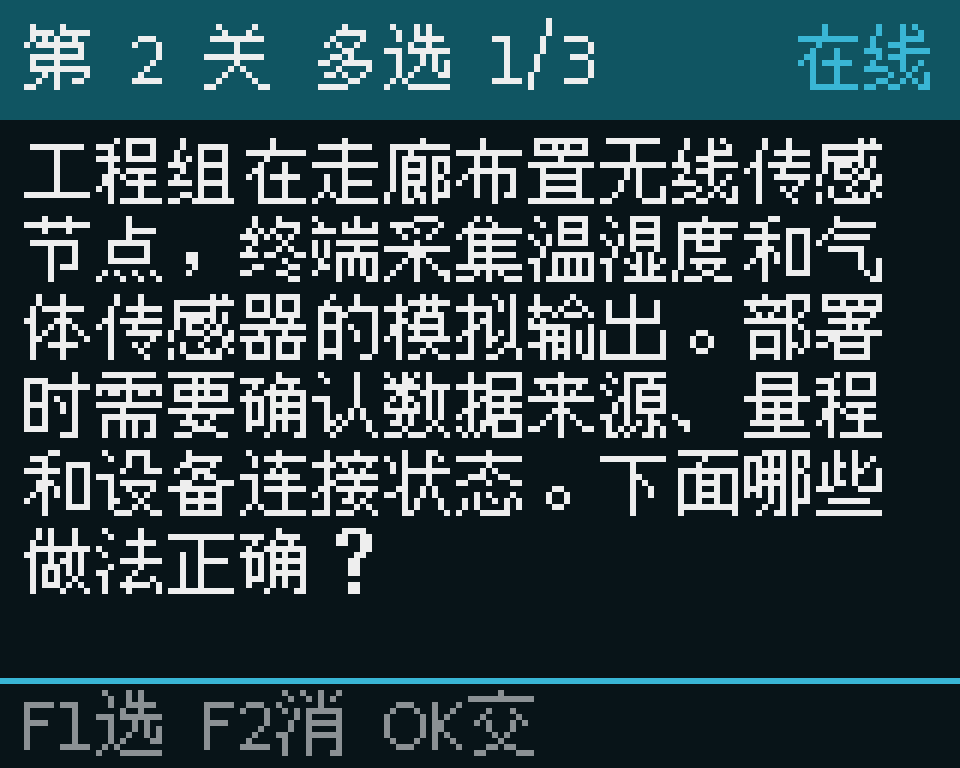 第 2 关 多选 1/3 在线
工程组在走廊布置无线传感
节点，终端采集温湿度和气
体传感器的模拟输出。部署
时需要确认数据来源、量程
和设备连接状态。下面哪些
做法正确？
F1选 F2消 OK交